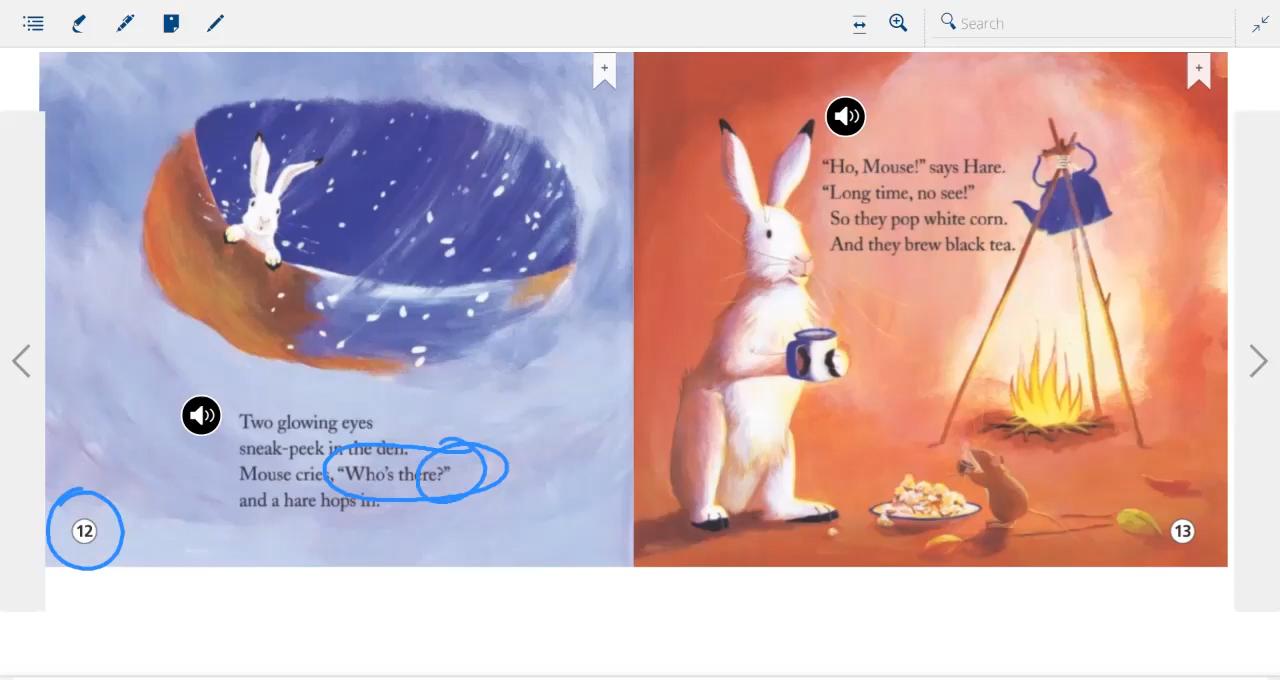 Search
Two glowing eyes
sneak-peek in the den.
Mouse cries, “Who’s there?”
and a hare hops in.
12
“Ho, Mouse!” says Hare.
“Long time, no see!”
So they pop white corn.
And they brew black tea.
13